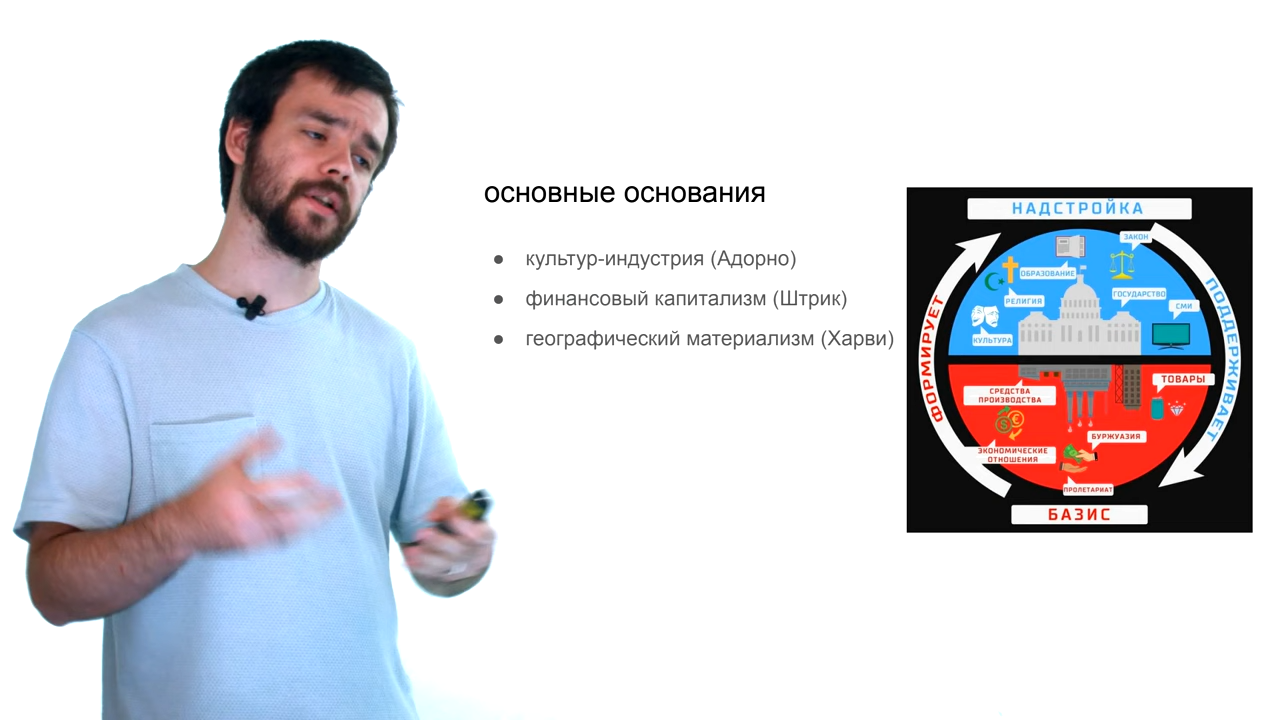 основные основания
● культур-индустрия (Адорно)
● финансовый капитализм (Штрик)
● географический материализм (Харви)
НАДСТРОЙКА
ЗАКОН
ОБРАЗОВАНИЕ
РЕЛИГИЯ
ГОСУДАРСТВО
СМИ
КУЛЬТУРА
ФОРМИРУЕТ
ПОДДЕРЖИВАЕТ
ТОВАРЫ
СРЕДСТВА
ПРОИЗВОДСТВА
БУРЖУАЗИЯ
ЭКОНОМИЧЕСКИЕ
ОТНОШЕНИЯ
ПРОЛЕТАРИАТ
БАЗИС